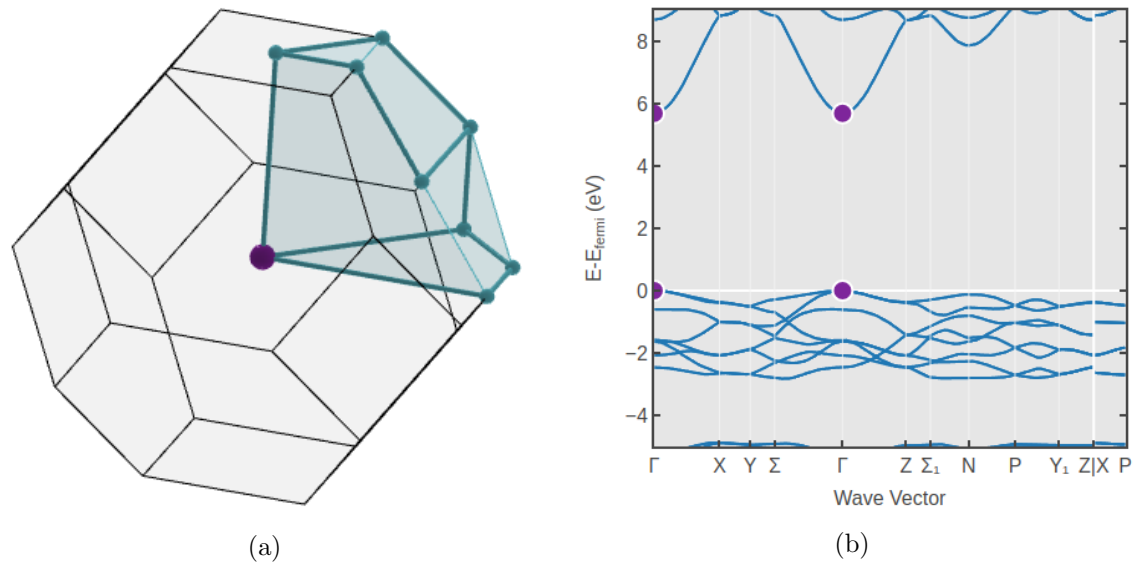 8
6
4
2
0
−2
−4
E-E_fermi (eV)
Γ X Y Σ Γ Z Σ₁ N P Y₁ Z|X P
Wave Vector
(a)
(b)